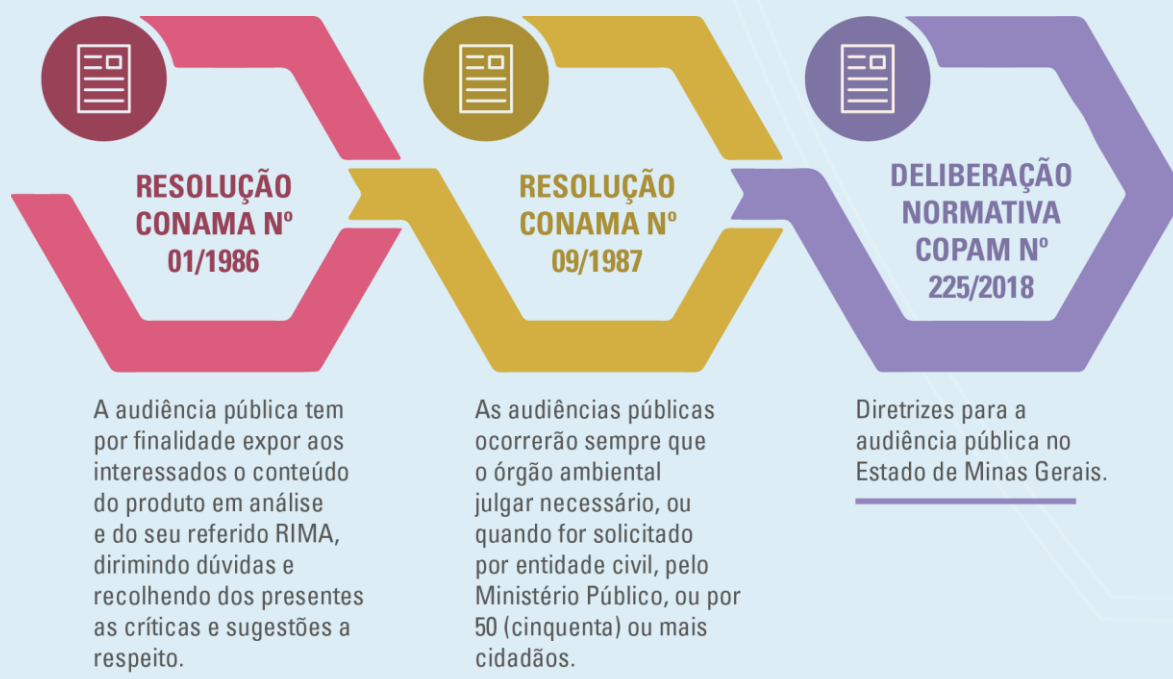 RESOLUÇÃO
CONAMA Nº
01/1986
A audiência pública tem
por finalidade expor aos
interessados o conteúdo
do produto em análise
e do seu referido RIMA,
dirimindo dúvidas e
recolhendo dos presentes
as críticas e sugestões a
respeito.
RESOLUÇÃO
CONAMA Nº
09/1987
As audiências públicas
ocorrerão sempre que
o órgão ambiental
julgar necessário, ou
quando for solicitado
por entidade civil, pelo
Ministério Público, ou por
50 (cinquenta) ou mais
cidadãos.
DELIBERAÇÃO
NORMATIVA
COPAM Nº
225/2018
Diretrizes para a
audiência pública no
Estado de Minas Gerais.